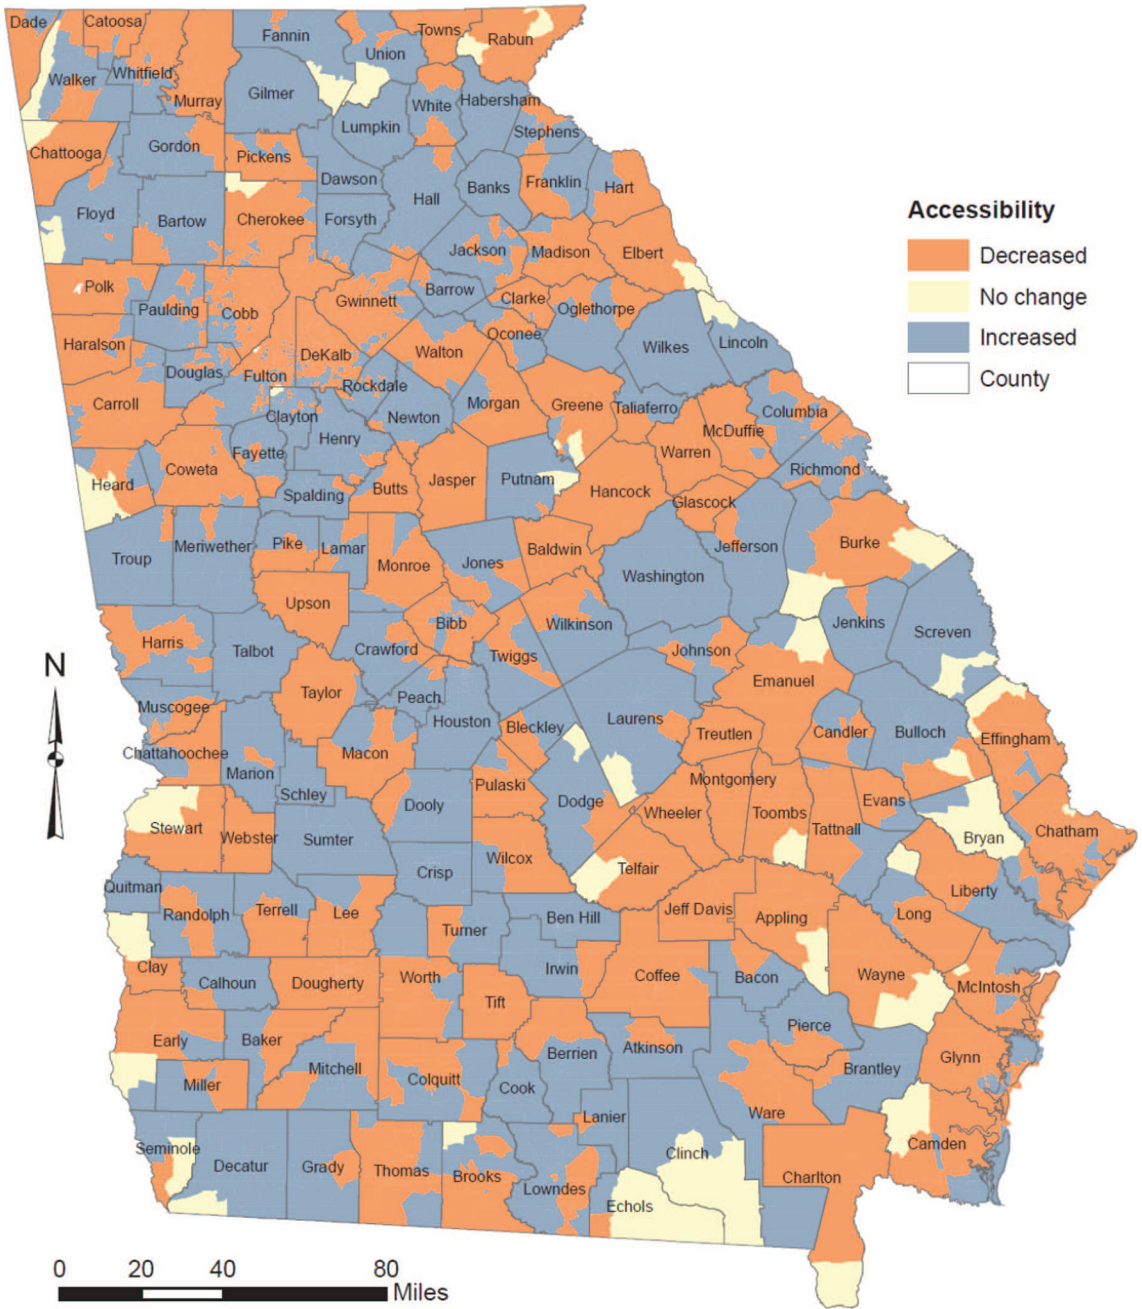 Dade
Catoosa
Fannin
Towns
Rabun
Union
Walker
Whitfield
Murray
Gilmer
White
Habersham
Lumpkin
Stephens
Chattooga
Gordon
Pickens
Dawson
Hall
Banks
Franklin
Hart
Floyd
Bartow
Cherokee
Forsyth
Jackson
Madison
Elbert
Accessibility
Decreased
No change
Increased
County
Polk
Paulding
Cobb
Gwinnett
Barrow
Clarke
Oglethorpe
Oconee
Wilkes
Lincoln
Haralson
Douglas
Fulton
DeKalb
Walton
Rockdale
Carroll
Clayton
Newton
Morgan
Greene
Taliaferro
McDuffie
Columbia
Henry
Fayette
Coweta
Warren
Richmond
Heard
Spalding
Butts
Jasper
Putnam
Hancock
Glascock
Troup
Meriwether
Pike
Lamar
Monroe
Jones
Baldwin
Washington
Jefferson
Burke
Upson
Bibb
Wilkinson
Jenkins
Screven
Harris
Talbot
Crawford
Twiggs
Johnson
N
Taylor
Peach
Houston
Emanuel
Muscogee
Bleckley
Laurens
Treutlen
Candler
Bulloch
Effingham
Chattahoochee
Marion
Macon
Schley
Pulaski
Dooly
Dodge
Montgomery
Wheeler
Toombs
Tattnall
Evans
Stewart
Webster
Sumter
Bryan
Chatham
Crisp
Wilcox
Telfair
Quitman
Randolph
Terrell
Lee
Turner
Ben Hill
Jeff Davis
Appling
Liberty
Long
Clay
Calhoun
Dougherty
Worth
Tift
Irwin
Coffee
Bacon
Wayne
McIntosh
Early
Baker
Mitchell
Miller
Colquitt
Cook
Berrien
Atkinson
Pierce
Brantley
Glynn
Lanier
Ware
Seminole
Decatur
Grady
Thomas
Brooks
Lowndes
Echols
Clinch
Charlton
Camden
0 20 40 80
Miles